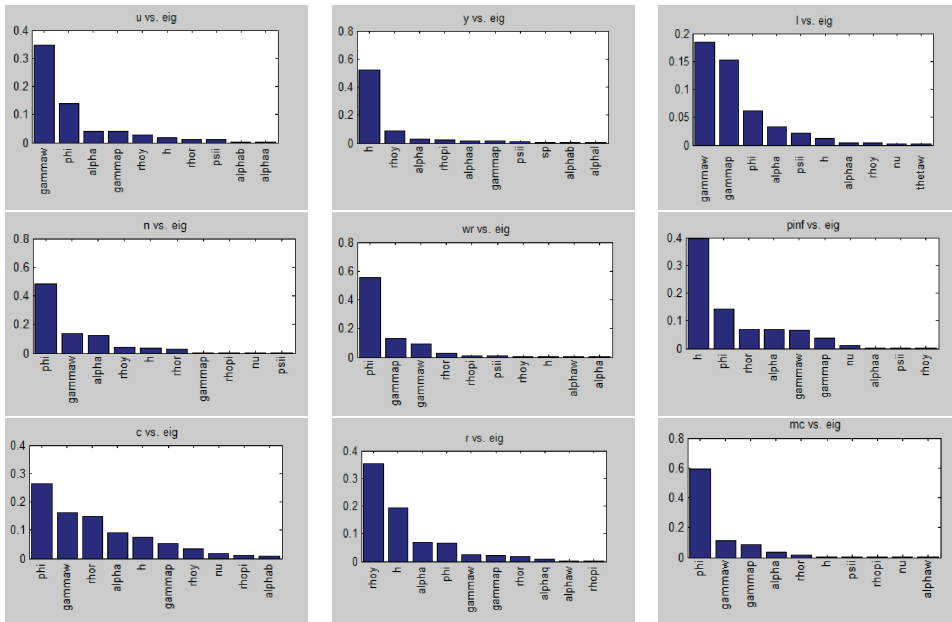 u vs. eig
0.4
0.3
0.2
0.1
0
gammaw
phi
alpha
gammap
rhoy
h
rhor
psii
alphab
alphaa
y vs. eig
0.8
0.6
0.4
0.2
0
h
rhoy
alpha
rhopi
alphaa
gammap
psii
sp
alphab
alphal
l vs. eig
0.2
0.15
0.1
0.05
0
gammaw
gammap
phi
alpha
psii
h
alphaa
rhoy
nu
thetaw
n vs. eig
0.8
0.6
0.4
0.2
0
phi
gammaw
alpha
rhoy
h
rhor
gammap
rhopi
nu
psii
wr vs. eig
0.8
0.6
0.4
0.2
0
phi
gammap
gammaw
rhor
rhopi
psii
rhoy
h
alphaw
alpha
pinf vs. eig
0.4
0.3
0.2
0.1
0
h
phi
rhor
alpha
gammaw
gammap
nu
alphaa
psii
rhoy
c vs. eig
0.4
0.3
0.2
0.1
0
phi
gammaw
rhor
alpha
h
gammap
rhoy
nu
rhopi
alphab
r vs. eig
0.4
0.3
0.2
0.1
0
rhoy
h
alpha
phi
gammaw
gammap
rhor
alphaq
alphaw
rhopi
mc vs. eig
0.8
0.6
0.4
0.2
0
phi
gammaw
gammap
alpha
rhor
h
psii
rhopi
nu
alphaw